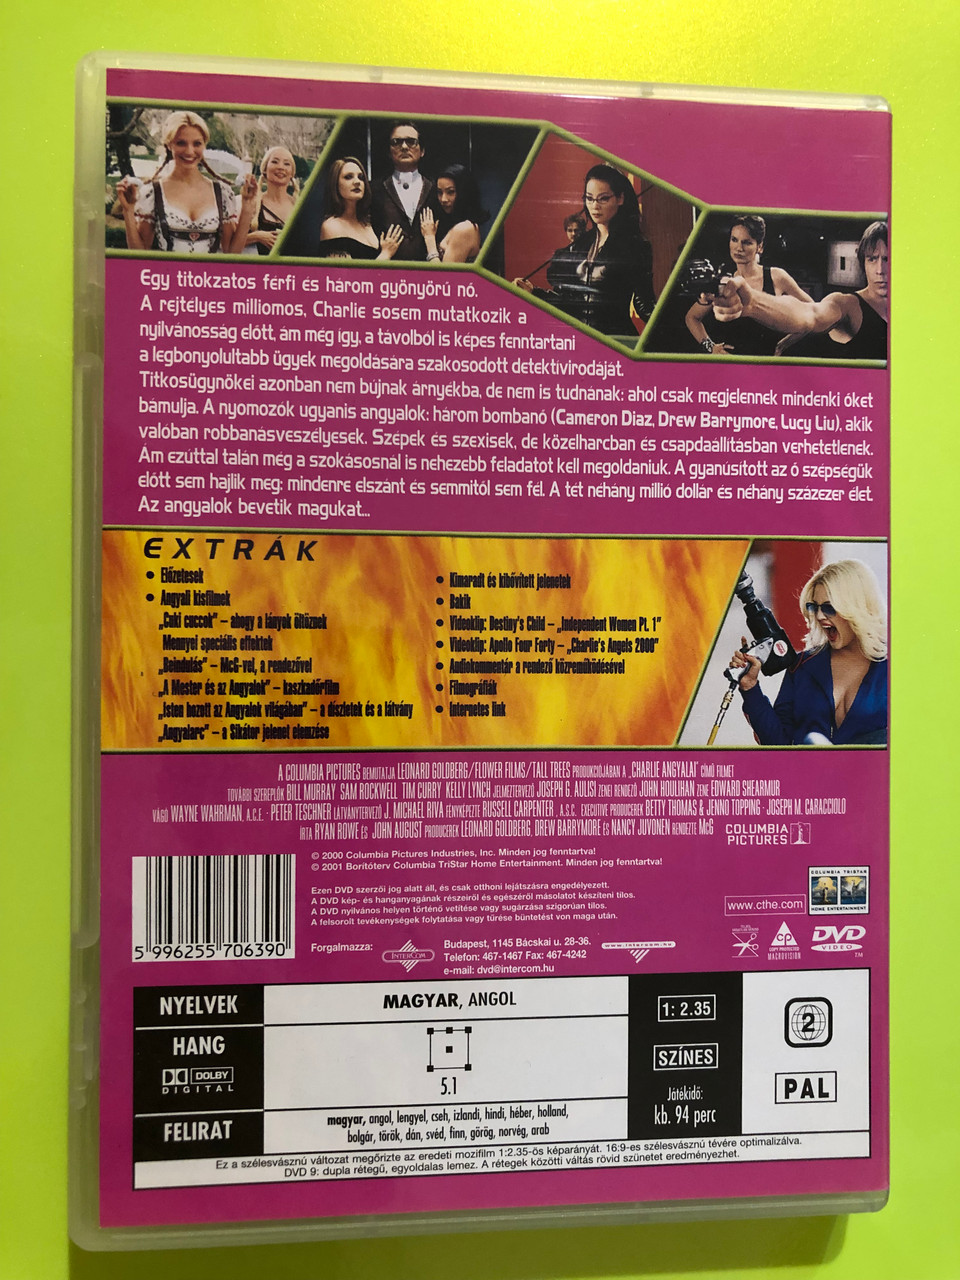 Egy titokzatos férfi és három gyönyörű nő.
A rejtélyes milliomos, Charlie sosem mutatkozik a
nyilvánosság előtt, ám még így, a távolból is képes fenntartani
a legbonyolultabb ügyek megoldására szakosodott detektívirodáját.
Titkosügynökei azonban nem bújnak árnyékba, de nem is tudnának: ahol csak megjelennek mindenki őket
bámulja. A nyomozók ugyanis angyalok: három bombanő (Cameron Diaz, Drew Barrymore, Lucy Liu), akik
valóban robbanásveszélyesek. Szépek és szexisek, de közelharcban és csapdaállításban verhetetlenek.
Ám ezúttal talán még a szokásosnál is nehezebb feladatot kell megoldaniuk. A gyanúsított az ő szépségük
előtt sem hajlik meg: mindenre elszánt és semmitől sem fél. A tét néhány millió dollár és néhány százezer élet.
Az angyalok bevetik magukat...
EXTRÁK
• Előzetesek
• Angyali kisfilmek
„Cuki cuccok” – ahogy a lányok öltöznek
Mennyei speciális effektek
„Beindulás” – McG-vel, a rendezővel
„A Mester és az Angyalok” – kaszkadőrfilm
„Isten hozott az Angyalok világában” – a díszletek és a látvány
„Angyalarc” – a Sikátor jelenet elemzése
• Kimaradt és kibővített jelenetek
• Bakik
• Videoklip: Destiny's Child – „Independent Women Pt. 1”
• Videoklip: Apollo Four Forty – „Charlie's Angels 2000”
• Audiokommentár a rendező közreműködésével
• Filmográfiák
• Internetes link
A COLUMBIA PICTURES BEMUTATJA LEONARD GOLDBERG/FLOWER FILMS/TALL TREES PRODUKCIÓJÁBAN A „CHARLIE ANGYALAI” CÍMŰ FILMET
TOVÁBBI SZEREPLŐK BILL MURRAY SAM ROCKWELL TIM CURRY KELLY LYNCH JELMEZTERVEZŐ JOSEPH G. AULISI ZENEI RENDEZŐ JOHN HOULIHAN ZENE EDWARD SHEARMUR
VÁGÓ WAYNE WAHRMAN, A.C.E. · PETER TESCHNER LÁTVÁNYTERVEZŐ J. MICHAEL RIVA FÉNYKÉPEZTE RUSSELL CARPENTER, A.S.C. EXECUTIVE PRODUCEREK BETTY THOMAS & JENNO TOPPING · JOSEPH M. CARACCIOLO
ÍRTA RYAN ROWE ÉS JOHN AUGUST PRODUCEREK LEONARD GOLDBERG, DREW BARRYMORE ÉS NANCY JUVONEN RENDEZTE McG
COLUMBIA
PICTURES
© 2000 Columbia Pictures Industries, Inc. Minden jog fenntartva!
© 2001 Borítóterv Columbia TriStar Home Entertainment. Minden jog fenntartva!
Ezen DVD szerzői jog alatt áll, és csak otthoni lejátszásra engedélyezett.
A DVD kép- és hanganyagának részeiről és egészéről másolatot készíteni tilos.
A DVD nyilvános helyen történő vetítése vagy sugárzása szigorúan tilos.
A felsorolt tevékenységek folytatása vagy tűrése büntetést von maga után.
COLUMBIA TRISTAR
HOME ENTERTAINMENT
www.cthe.com
5 996255 706390
Forgalmazza:
INTERCOM
Budapest, 1145 Bácskai u. 28-36.
Telefon: 467-1467 Fax: 467-4242
e-mail: dvd@intercom.hu
www.intercom.hu
COPY PROTECTED
MACROVISION
DVD
VIDEO
TM
NYELVEK
MAGYAR, ANGOL
HANG
DOLBY
DIGITAL
5.1
FELIRAT
magyar, angol, lengyel, cseh, izlandi, hindi, héber, holland,
bolgár, török, dán, svéd, finn, görög, norvég, arab
1: 2.35
SZÍNES
Játékidő:
kb. 94 perc
2
PAL
Ez a szélesvásznú változat megőrizte az eredeti mozifilm 1:2.35-ös képarányát. 16:9-es szélesvásznú tévére optimalizálva.
DVD 9: dupla rétegű, egyoldalas lemez. A rétegek közötti váltás rövid szünetet eredményezhet.